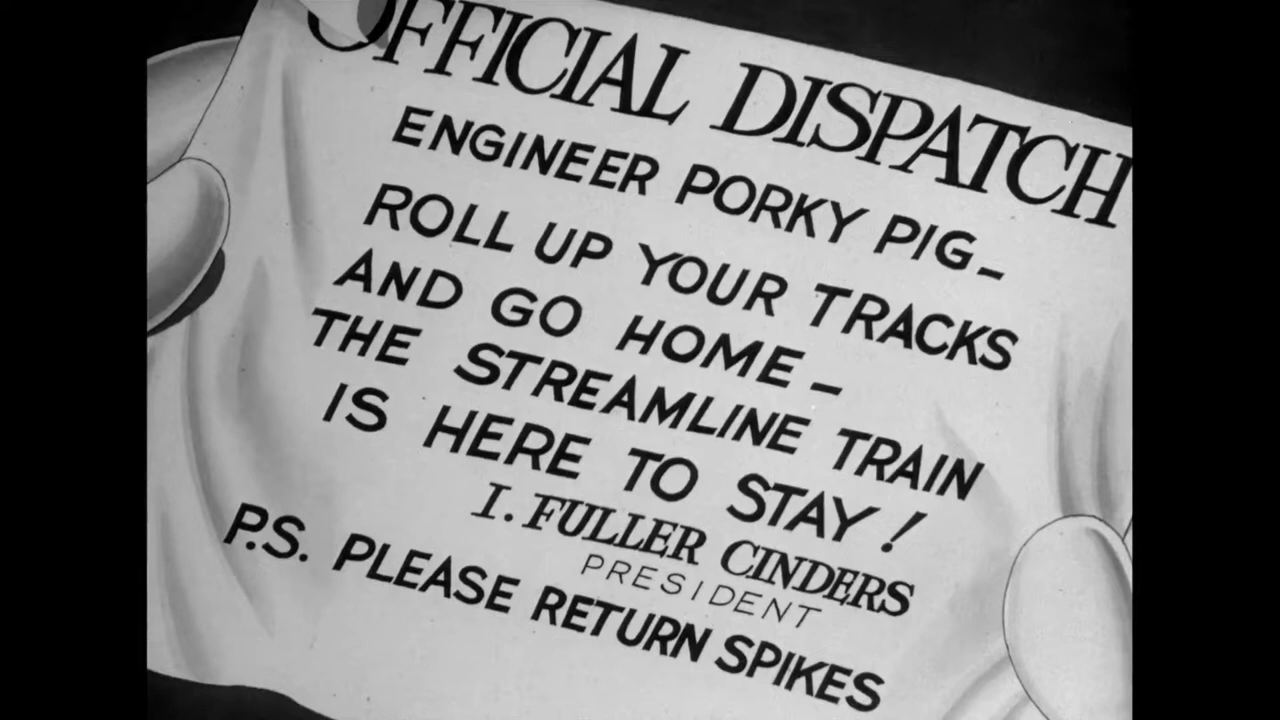 OFFICIAL DISPATCH
ENGINEER PORKY PIG–
ROLL UP YOUR TRACKS
AND GO HOME–
THE STREAMLINE TRAIN
IS HERE TO STAY!
I. FULLER CINDERS
PRESIDENT
P.S. PLEASE RETURN SPIKES